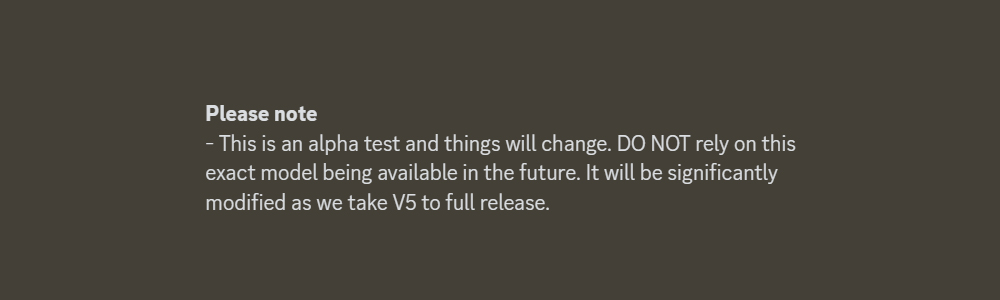 Please note
- This is an alpha test and things will change. DO NOT rely on this
exact model being available in the future. It will be significantly
modified as we take V5 to full release.